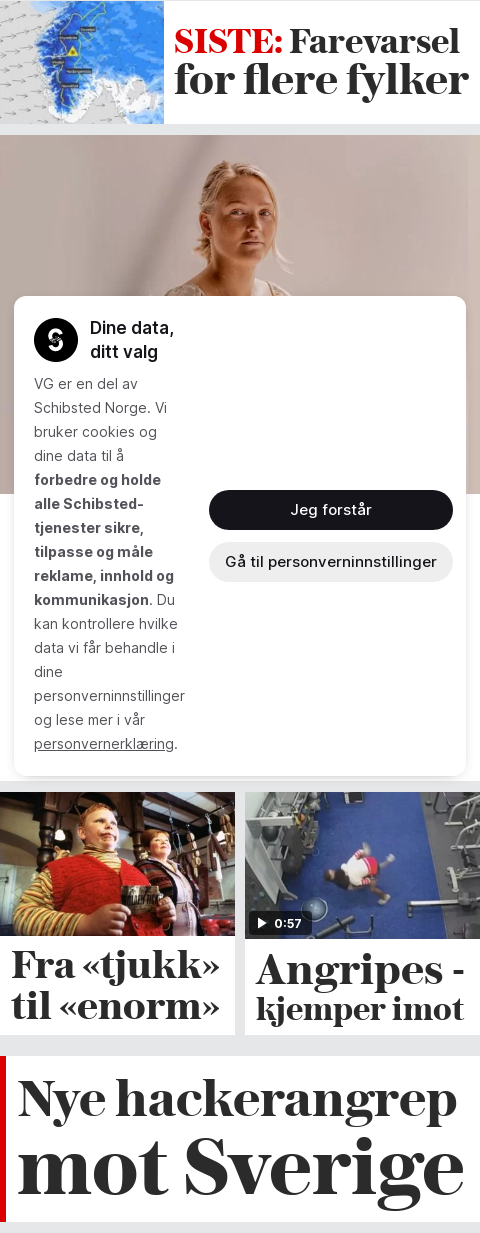 SISTE: Farevarsel
for flere fylker
Dine data,
ditt valg
VG er en del av
Schibsted Norge. Vi
bruker cookies og
dine data til å
forbedre og holde
alle Schibsted-
tjenester sikre,
tilpasse og måle
reklame, innhold og
kommunikasjon. Du
kan kontrollere hvilke
data vi får behandle i
dine
personverninnstillinger
og lese mer i vår
personvernerklæring.
Jeg forstår
Gå til personverninnstillinger
0:57
Fra «tjukk»
til «enorm»
Angripes -
kjemper imot
Nye hackerangrep
mot Sverige